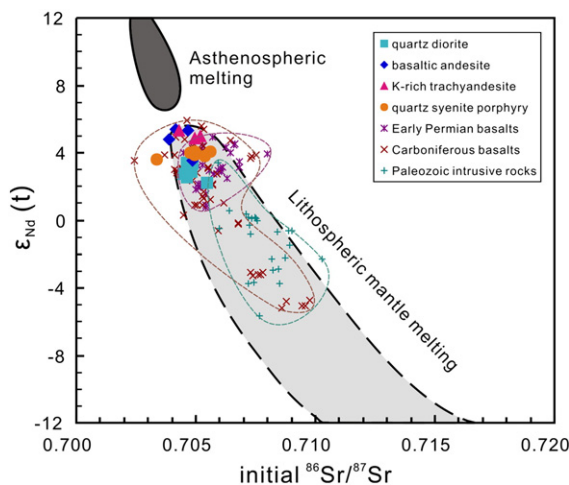 12
8
4
0
-4
-8
-12
εNd (t)
Asthenospheric
melting
quartz diorite
basaltic andesite
K-rich trachyandesite
quartz syenite porphyry
Early Permian basalts
Carboniferous basalts
Paleozoic intrusive rocks
Lithospheric mantle melting
0.700 0.705 0.710 0.715 0.720
initial ⁸⁶Sr/⁸⁷Sr